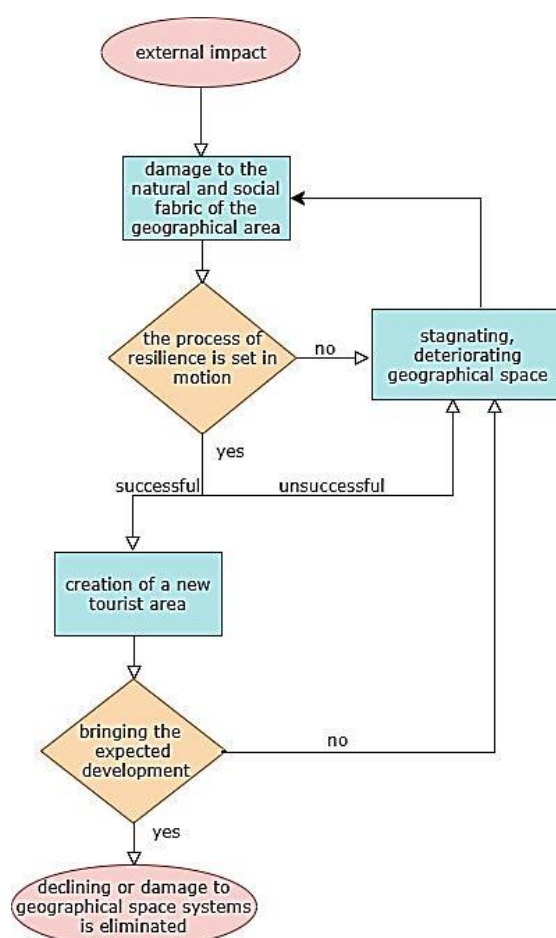 external impact
damage to the
natural and social
fabric of the
geographical area
the process of
resilience is set in
motion
no
stagnating,
deteriorating
geographical space
yes
successful
unsuccessful
creation of a new
tourist area
bringing the
expected
development
no
yes
declining or damage to
geographical space systems
is eliminated